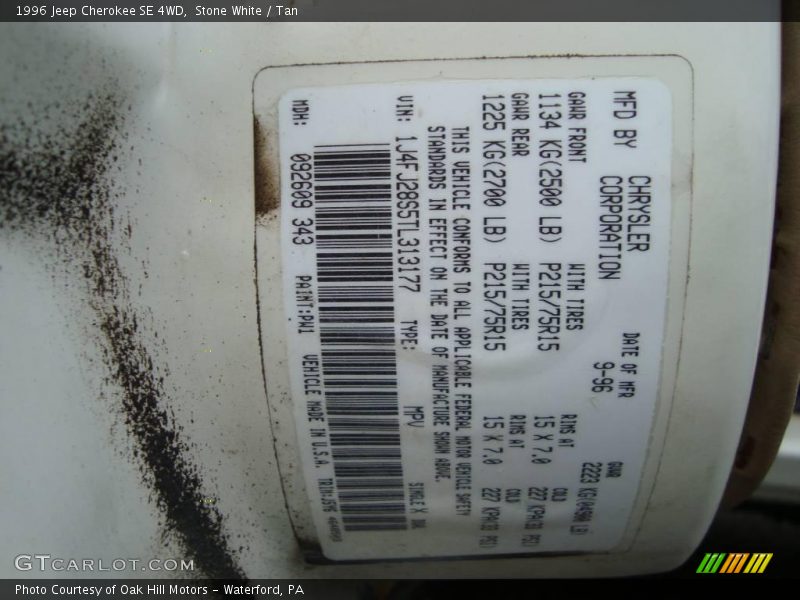 1996 Jeep Cherokee SE 4WD,  Stone White / Tan
MFD BY CHRYSLER CORPORATION DATE OF MFR 9-96 GVWR 2223 KG(04900 LB)
GAWR FRONT WITH TIRES RIMS AT COLD
1134 KG(2500 LB) P215/75R15 15 X 7.0 227 KPA(33 PSI)
GAWR REAR WITH TIRES RIMS AT COLD
1225 KG(2700 LB) P215/75R15 15 X 7.0 227 KPA(33 PSI)
THIS VEHICLE CONFORMS TO ALL APPLICABLE FEDERAL MOTOR VEHICLE SAFETY
STANDARDS IN EFFECT ON THE DATE OF MANUFACTURE SHOWN ABOVE.
VIN: 1J4FJ28S5TL313177 TYPE: MPV SINGLE X
MDH: 092609 343 PAINT:PW1 VEHICLE MADE IN U.S.A.
GTCARLOT.COM
Photo Courtesy of Oak Hill Motors - Waterford, PA